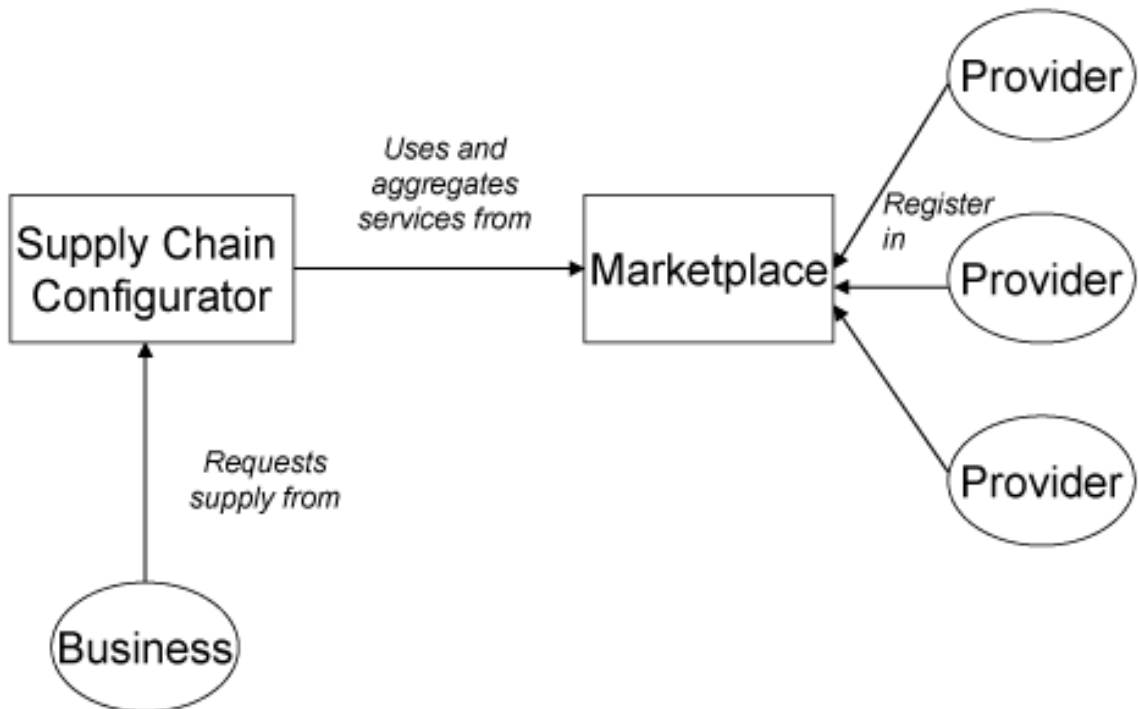 Provider
Uses and
aggregates
services from
Register
in
Supply Chain
Configurator
Marketplace
Provider
Requests
supply from
Provider
Business